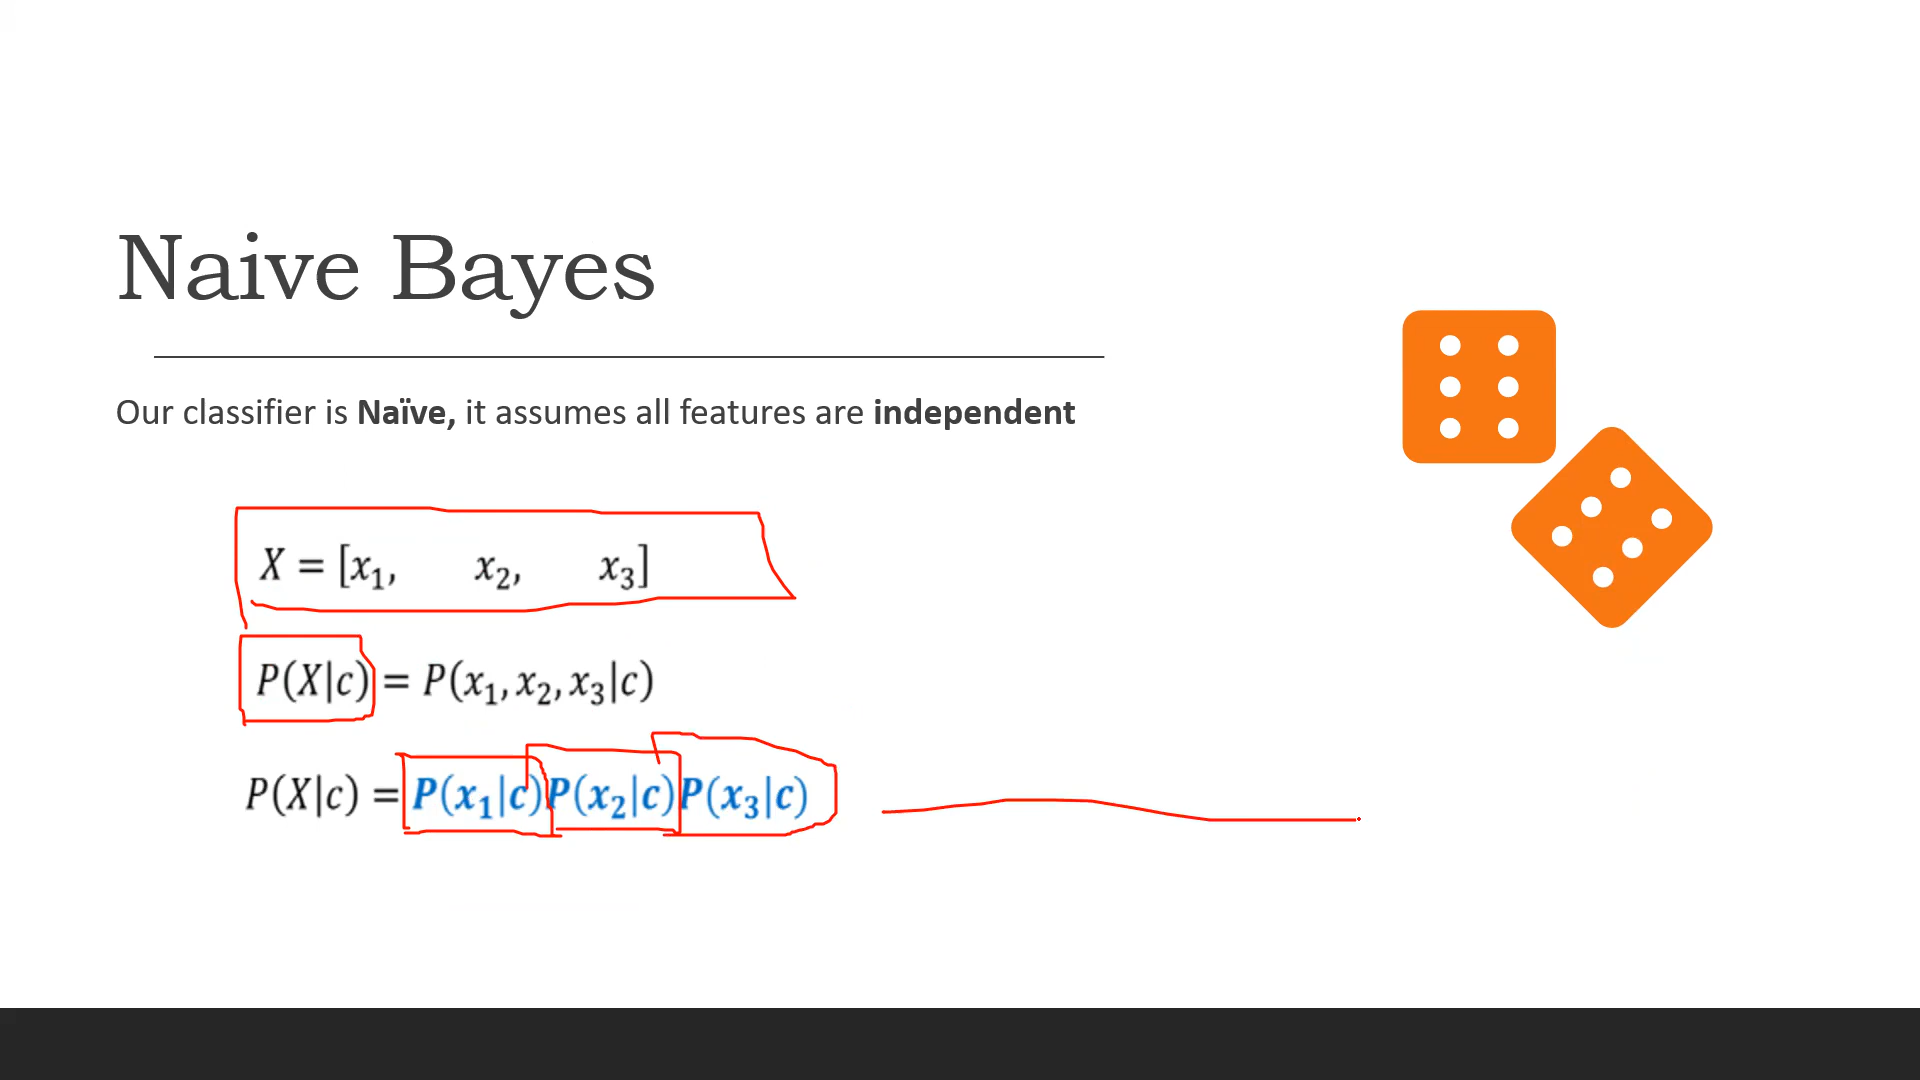 Naive Bayes
Our classifier is Naïve, it assumes all features are independent
X = [x₁, x₂, x₃]
P(X|c) = P(x₁, x₂, x₃|c)
P(X|c) = P(x₁|c)P(x₂|c)P(x₃|c)